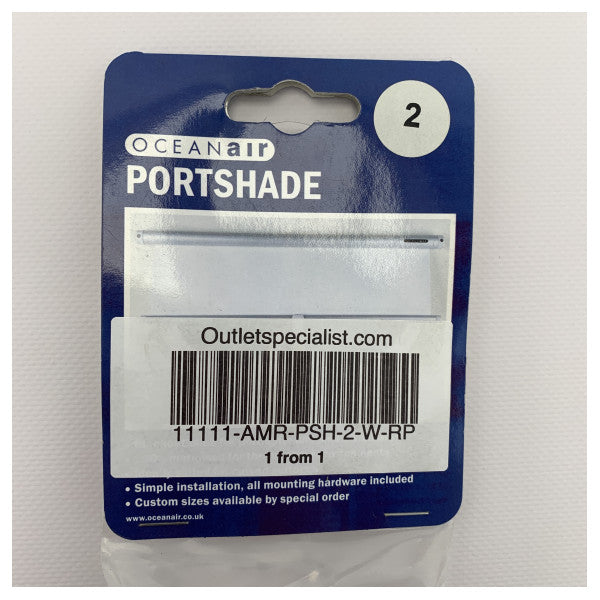 2
OCEANair
PORTSHADE
Outletspecialist.com
11111-AMR-PSH-2-W-RP
1 from 1
• Simple installation, all mounting hardware included
• Custom sizes available by special order
www.oceanair.co.uk